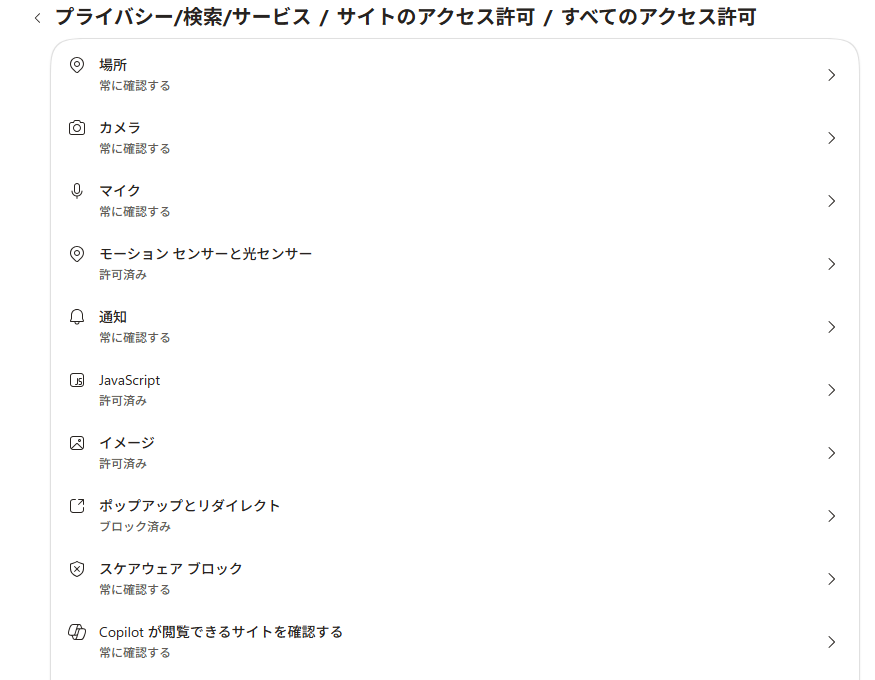 プライバシー/検索/サービス / サイトのアクセス許可 / すべてのアクセス許可
場所
常に確認する
カメラ
常に確認する
マイク
常に確認する
モーション センサーと光センサー
許可済み
通知
常に確認する
JavaScript
許可済み
イメージ
許可済み
ポップアップとリダイレクト
ブロック済み
スケアウェア ブロック
常に確認する
Copilot が閲覧できるサイトを確認する
常に確認する